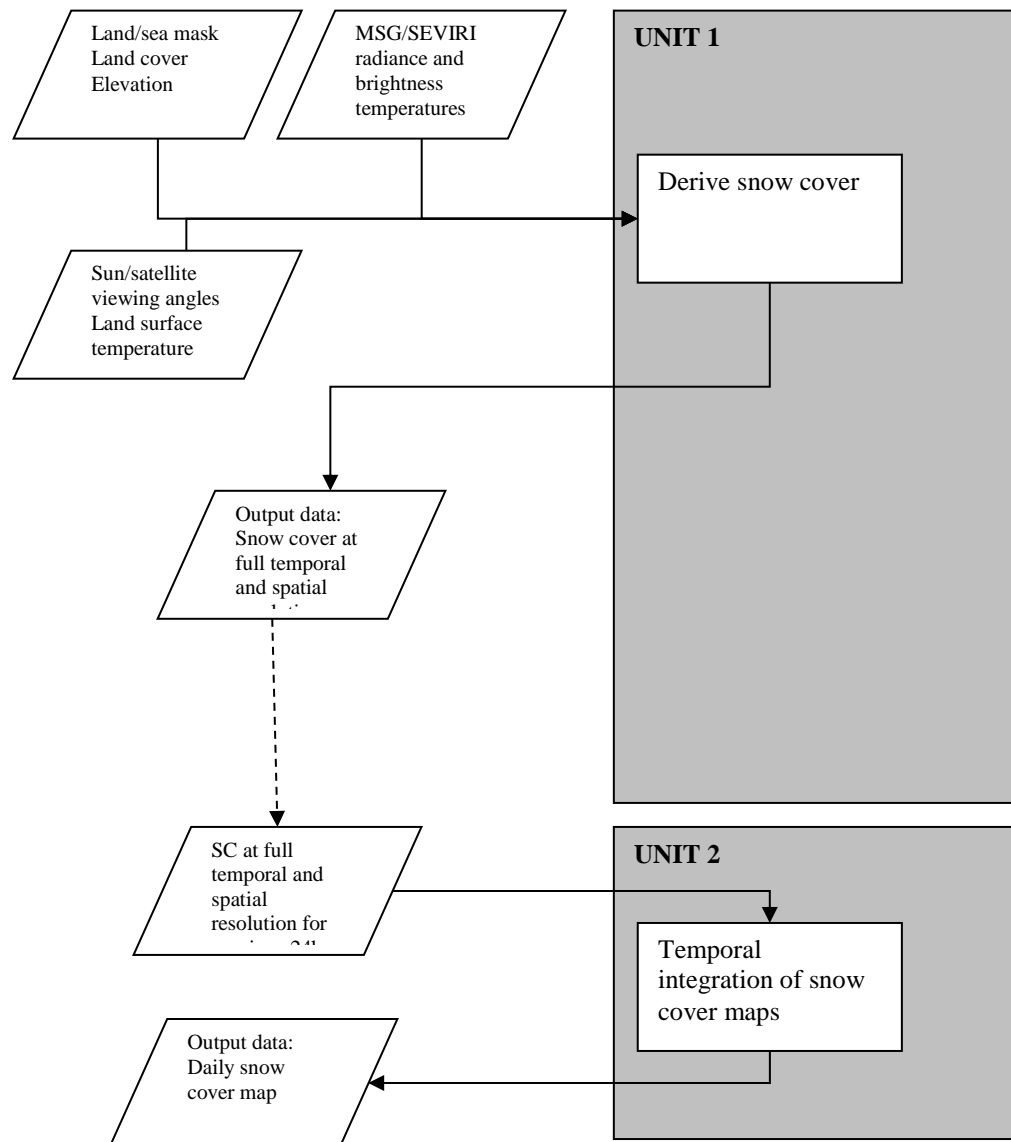 Land/sea mask
Land cover
Elevation
MSG/SEVIRI
radiance and
brightness
temperatures
UNIT 1
Derive snow cover
Sun/satellite
viewing angles
Land surface
temperature
Output data:
Snow cover at
full temporal
and spatial
SC at full
temporal and
spatial
resolution for
24h
UNIT 2
Temporal
integration of snow
cover maps
Output data:
Daily snow
cover map